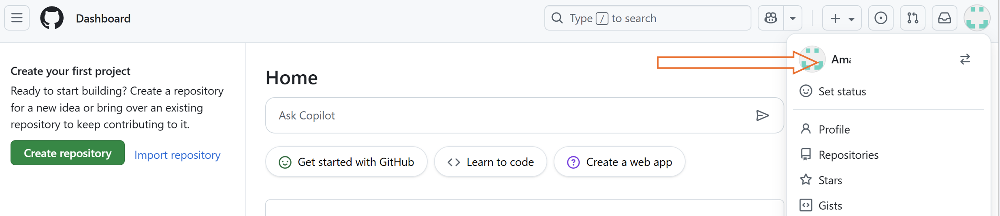 Dashboard
Type / to search
Ama
Set status
Create your first project
Ready to start building? Create a repository
for a new idea or bring over an existing
repository to keep contributing to it.
Create repository
Import repository
Home
Ask Copilot
Get started with GitHub
Learn to code
Create a web app
Profile
Repositories
Stars
Gists